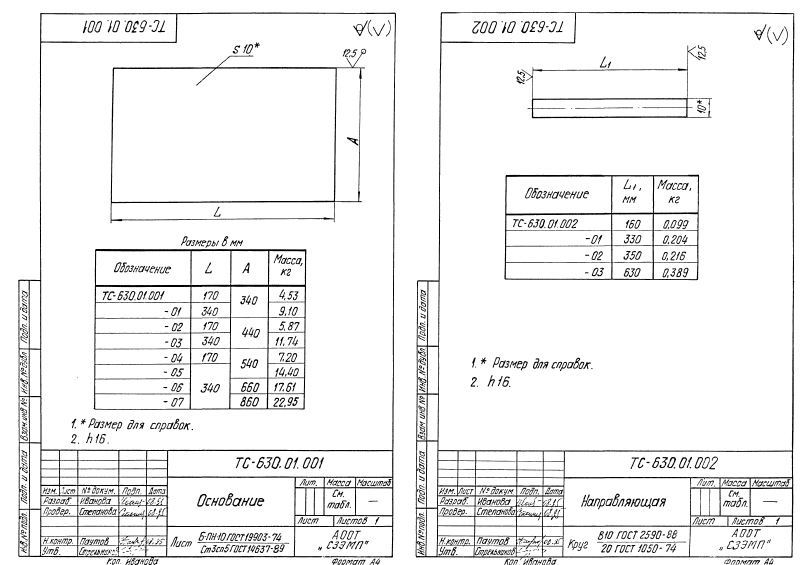 ТС-630.01.001
√(√)
S 10*
12,5
A
L
Размеры в мм
Обозначение L A Масса, кг
ТС-630.01.001 170 340 4,53
-01 340 9,10
-02 170 440 5,87
-03 340 11,74
-04 170 540 7,20
-05 340 14,40
-06 660 17,61
-07 860 22,95
1.* Размер для справок.
2. h16.
Инв.№ подл. Подп. и дата Взам инв № Инв.№ дубл. Подп. и дата
ТС-630.01.001
Изм. Лист № докум. Подп. Дата
Разраб. Иванова
Провер. Степанова
Н.контр. Паутов
Утв.
Основание
Лит. Масса Масштаб
См. табл. —
Лист Листов 1
Лист Б-ПН-10 ГОСТ 19903-74
Ст3сп5 ГОСТ 14637-89
АООТ
„СЭЗМП"
Коп. Иванова Формат А4
ТС-630.01.002
√(√)
12,5
L1
12,5
10*
Обозначение L1, мм Масса, кг
ТС-630.01.002 160 0,099
-01 330 0,204
-02 350 0,216
-03 630 0,389
1.* Размер для справок.
2. h16.
Инв.№ подл. Подп. и дата Взам инв № Инв.№ дубл. Подп. и дата
ТС-630.01.002
Изм. Лист № докум. Подп. Дата
Разраб. Иванова
Провер. Степанова
Н.контр. Паутов
Утв.
Направляющая
Лит. Масса Масштаб
См. табл. —
Лист Листов 1
Круг В10 ГОСТ 2590-88
20 ГОСТ 1050-74
АООТ
„СЭЗМП"
Коп. Иванова Формат А4